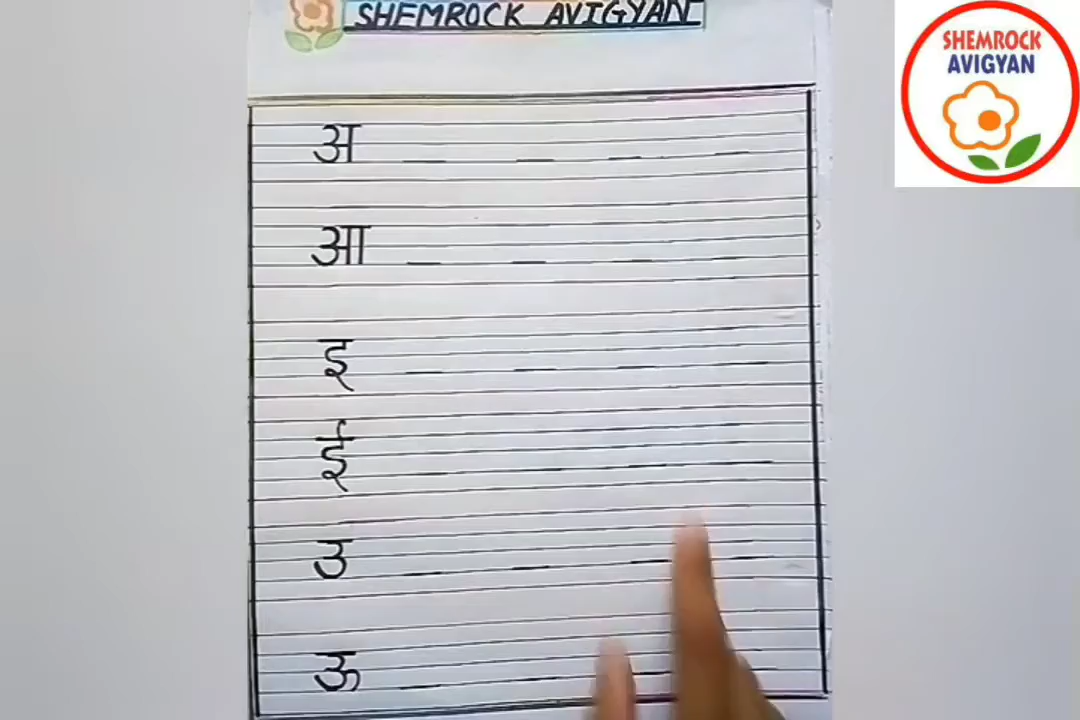 SHEMROCK AVIGYAN
SHEMROCK
AVIGYAN
अ
आ
इ
ई
उ
ऊ